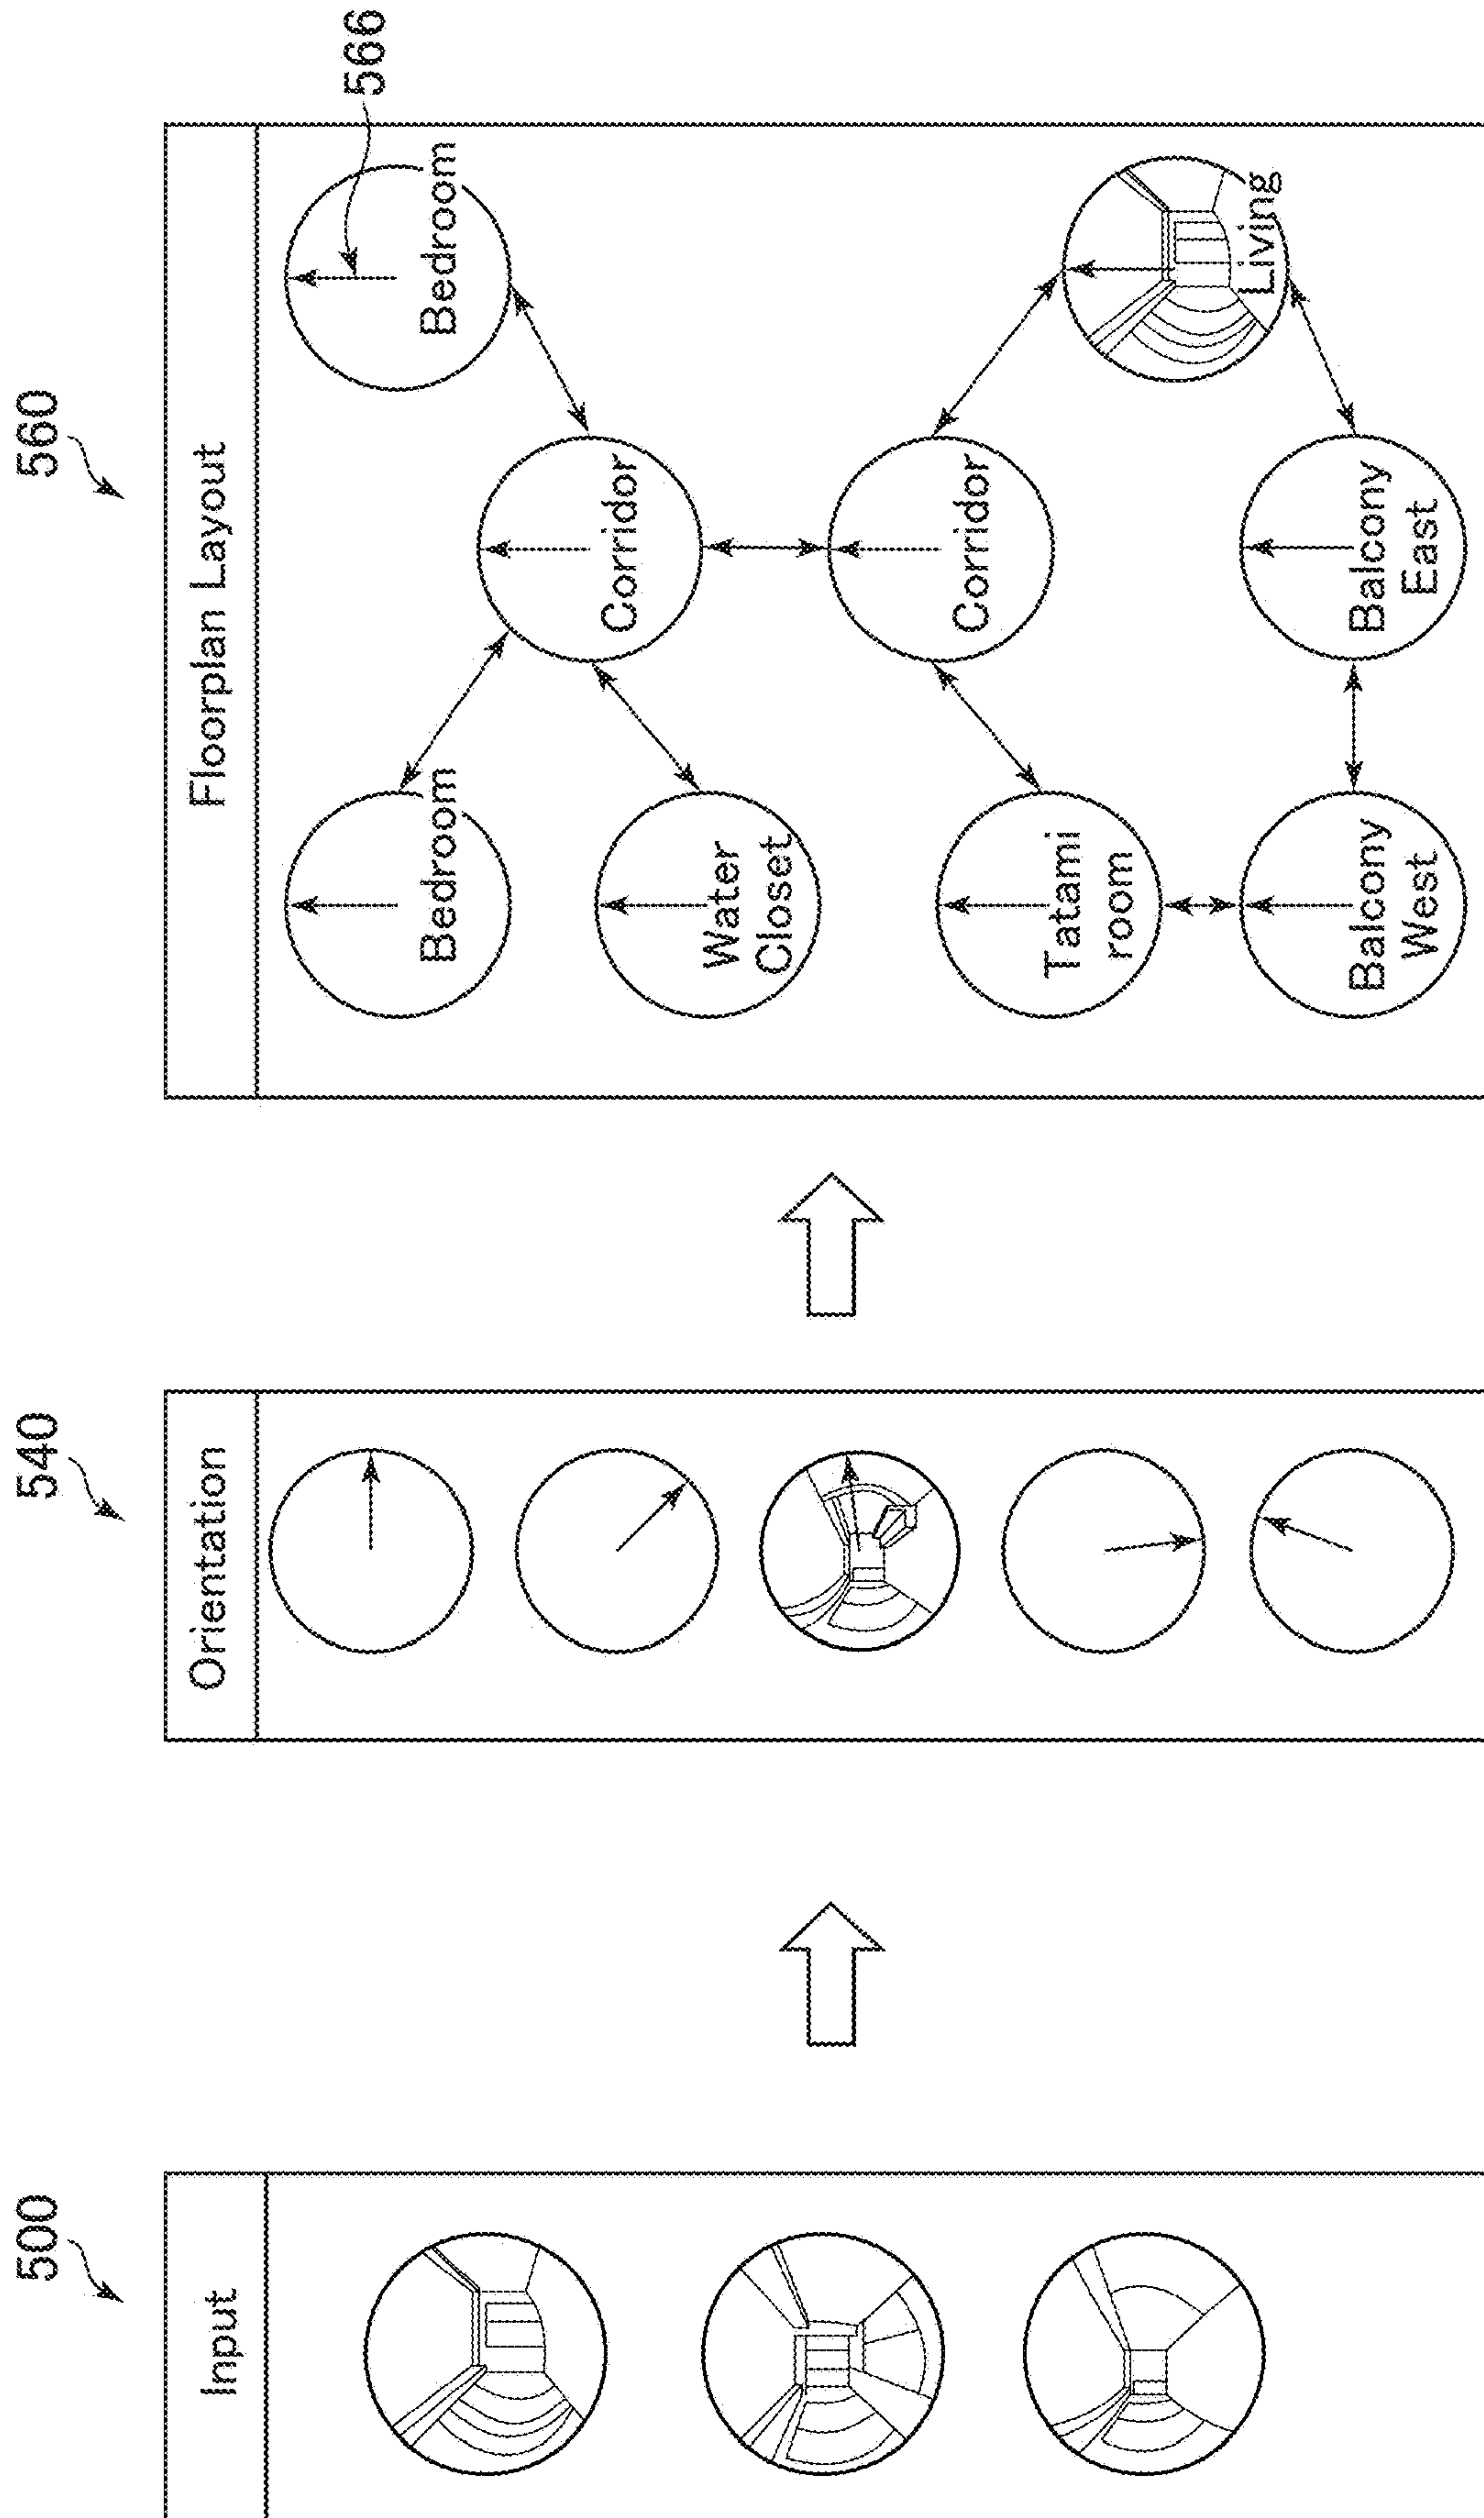 500
Input
540
Orientation
560
Floorplan Layout
566
Bedroom
Bedroom
Corridor
Water
Closet
Corridor
Tatami
room
Living
Balcony
West
Balcony
East